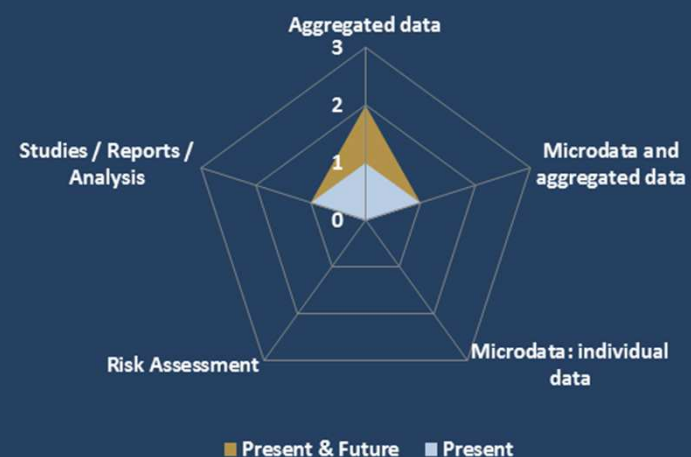 Aggregated data
3
2
1
0
Studies / Reports /
Analysis
Microdata and
aggregated data
Risk Assessment
Microdata: individual
data
Present & Future
Present